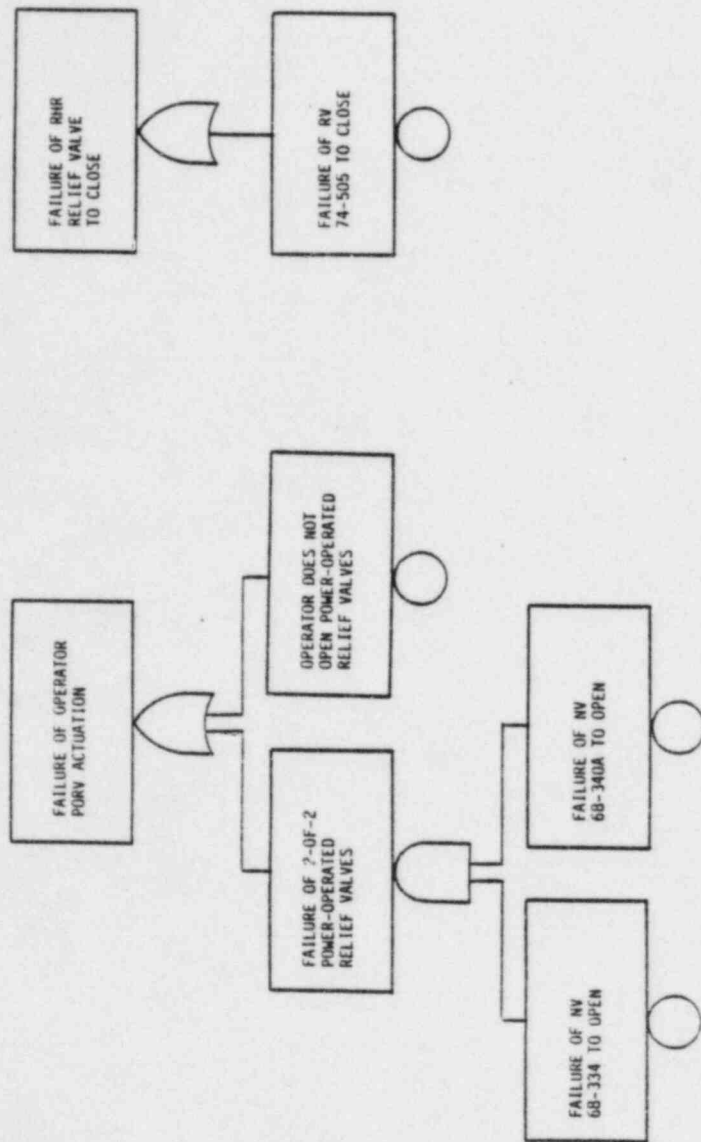 FAILURE OF OPERATOR
PORV ACTUATION
FAILURE OF ?-OF-2
POWER-OPERATED
RELIEF VALVES
OPERATOR DOES NOT
OPEN POWER-OPERATED
RELIEF VALVES
FAILURE OF NV
68-334 TO OPEN
FAILURE OF NV
68-340A TO OPEN
FAILURE OF RHR
RELIEF VALVE
TO CLOSE
FAILURE OF RV
74-505 TO CLOSE